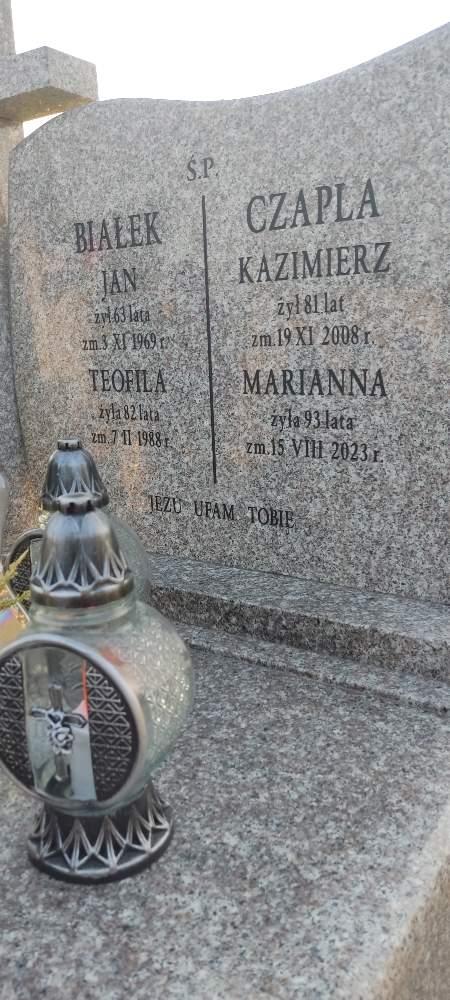 Ś.P.
BIAŁEK
JAN
żył 63 lata
zm.3 XI 1969 r.
TEOFILA
żyła 82 lata
zm.7 II 1988 r.
CZAPLA
KAZIMIERZ
żył 81 lat
zm.19 XI 2008 r.
MARIANNA
żyła 93 lata
zm.15 VIII 2023 r.
JEZU UFAM TOBIE